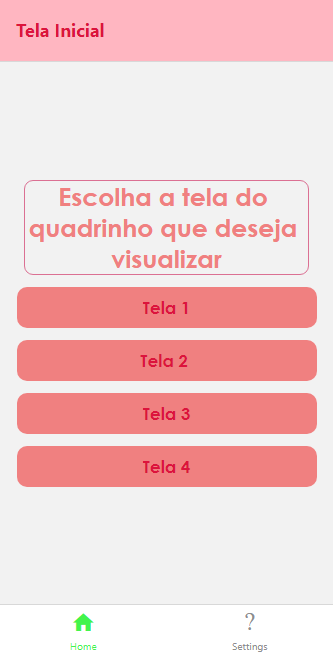 Tela Inicial
Escolha a tela do
quadrinho que deseja
visualizar
Tela 1
Tela 2
Tela 3
Tela 4
?
Home
Settings